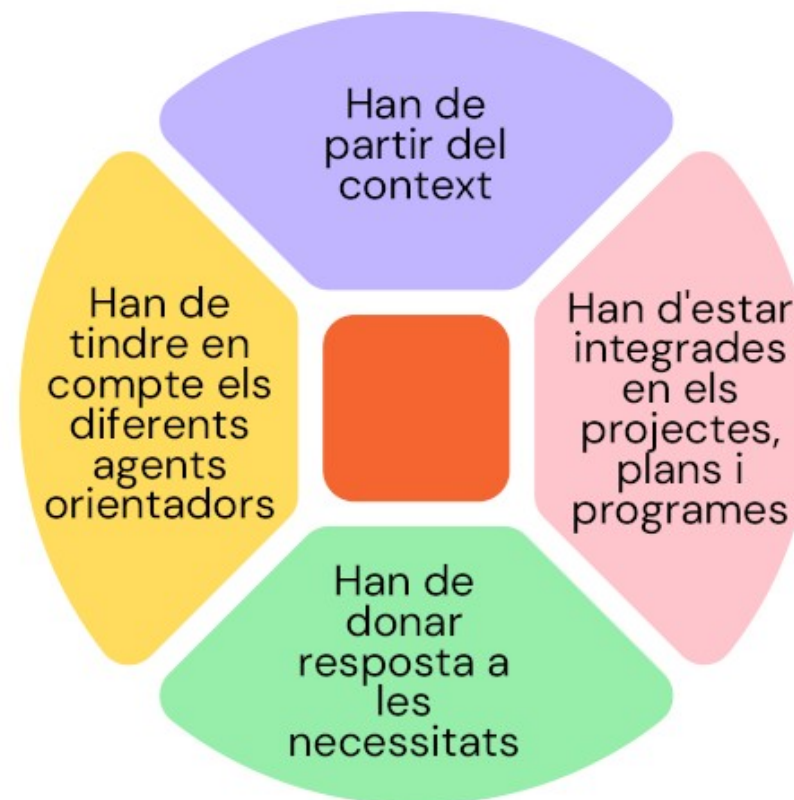 Han de
partir del
context
Han de
tindre en
compte els
diferents
agents
orientadors
Han d'estar
integrades
en els
projectes,
plans i
programes
Han de
donar
resposta a
les
necessitats